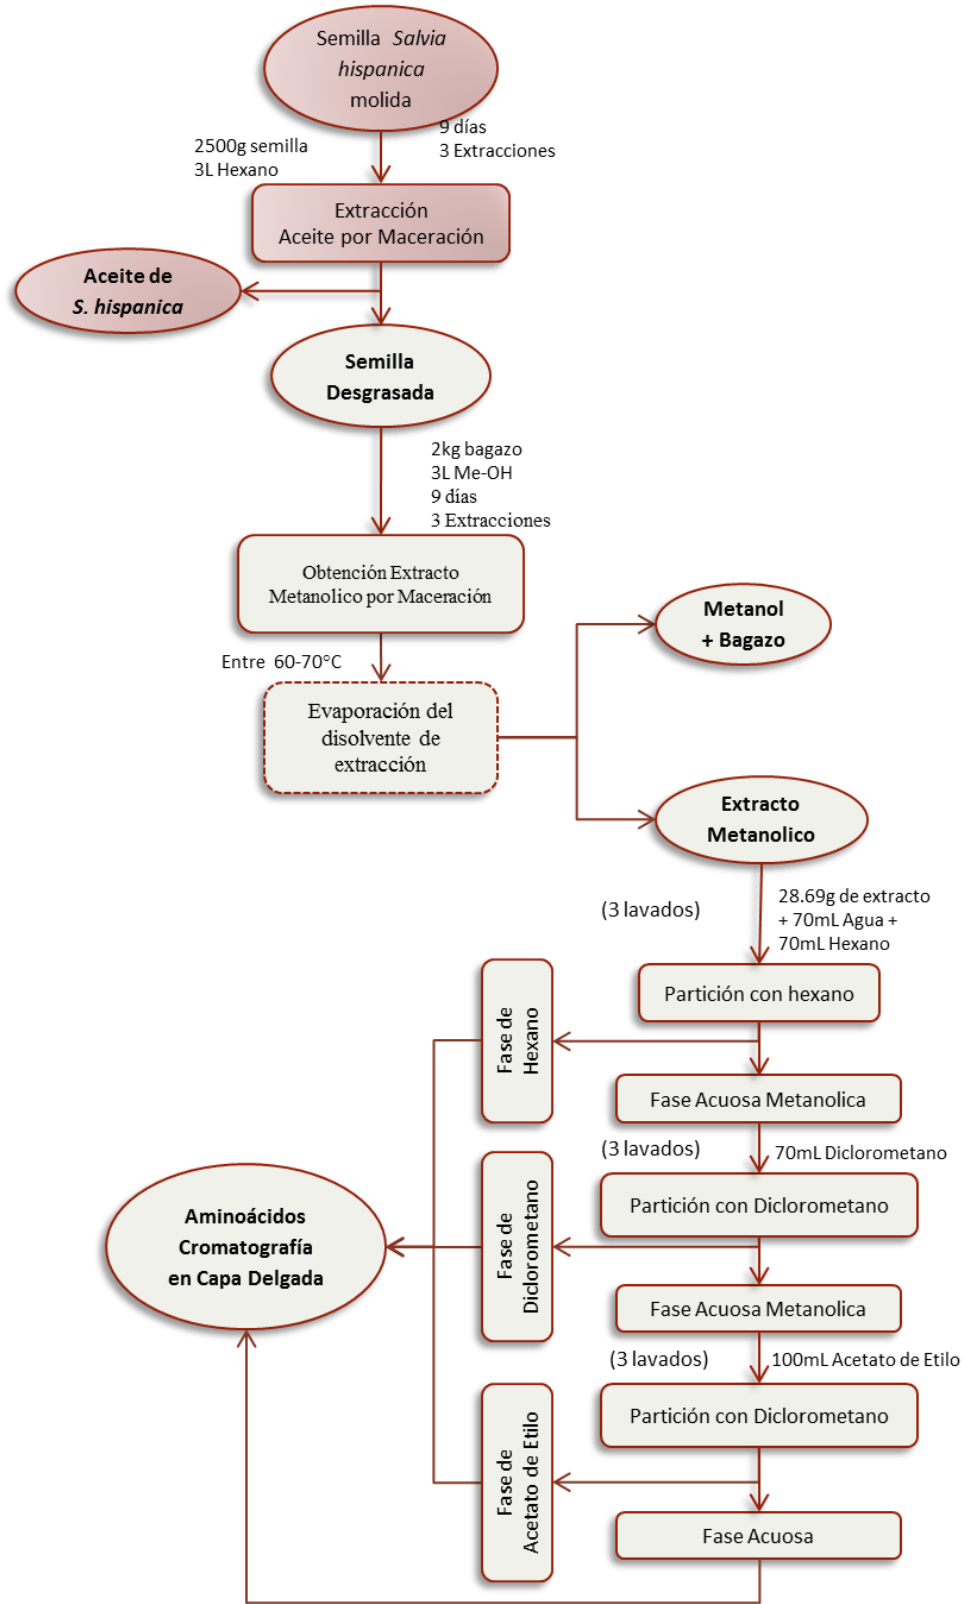 Semilla Salvia
hispanica
molida
9 días
3 Extracciones
2500g semilla
3L Hexano
Extracción
Aceite por Maceración
Aceite de
S. hispanica
Semilla
Desgrasada
2kg bagazo
3L Me-OH
9 días
3 Extracciones
Obtención Extracto
Metanolico por Maceración
Metanol
+ Bagazo
Entre 60-70°C
Evaporación del
disolvente de
extracción
Extracto
Metanolico
(3 lavados)
28.69g de extracto
+ 70mL Agua +
70mL Hexano
Partición con hexano
Fase de
Hexano
Fase Acuosa Metanolica
(3 lavados)
70mL Diclorometano
Partición con Diclorometano
Fase de
Diclorometano
Aminoácidos
Cromatografía
en Capa Delgada
Fase Acuosa Metanolica
(3 lavados)
100mL Acetato de Etilo
Partición con Diclorometano
Fase de
Acetato de Etilo
Fase Acuosa